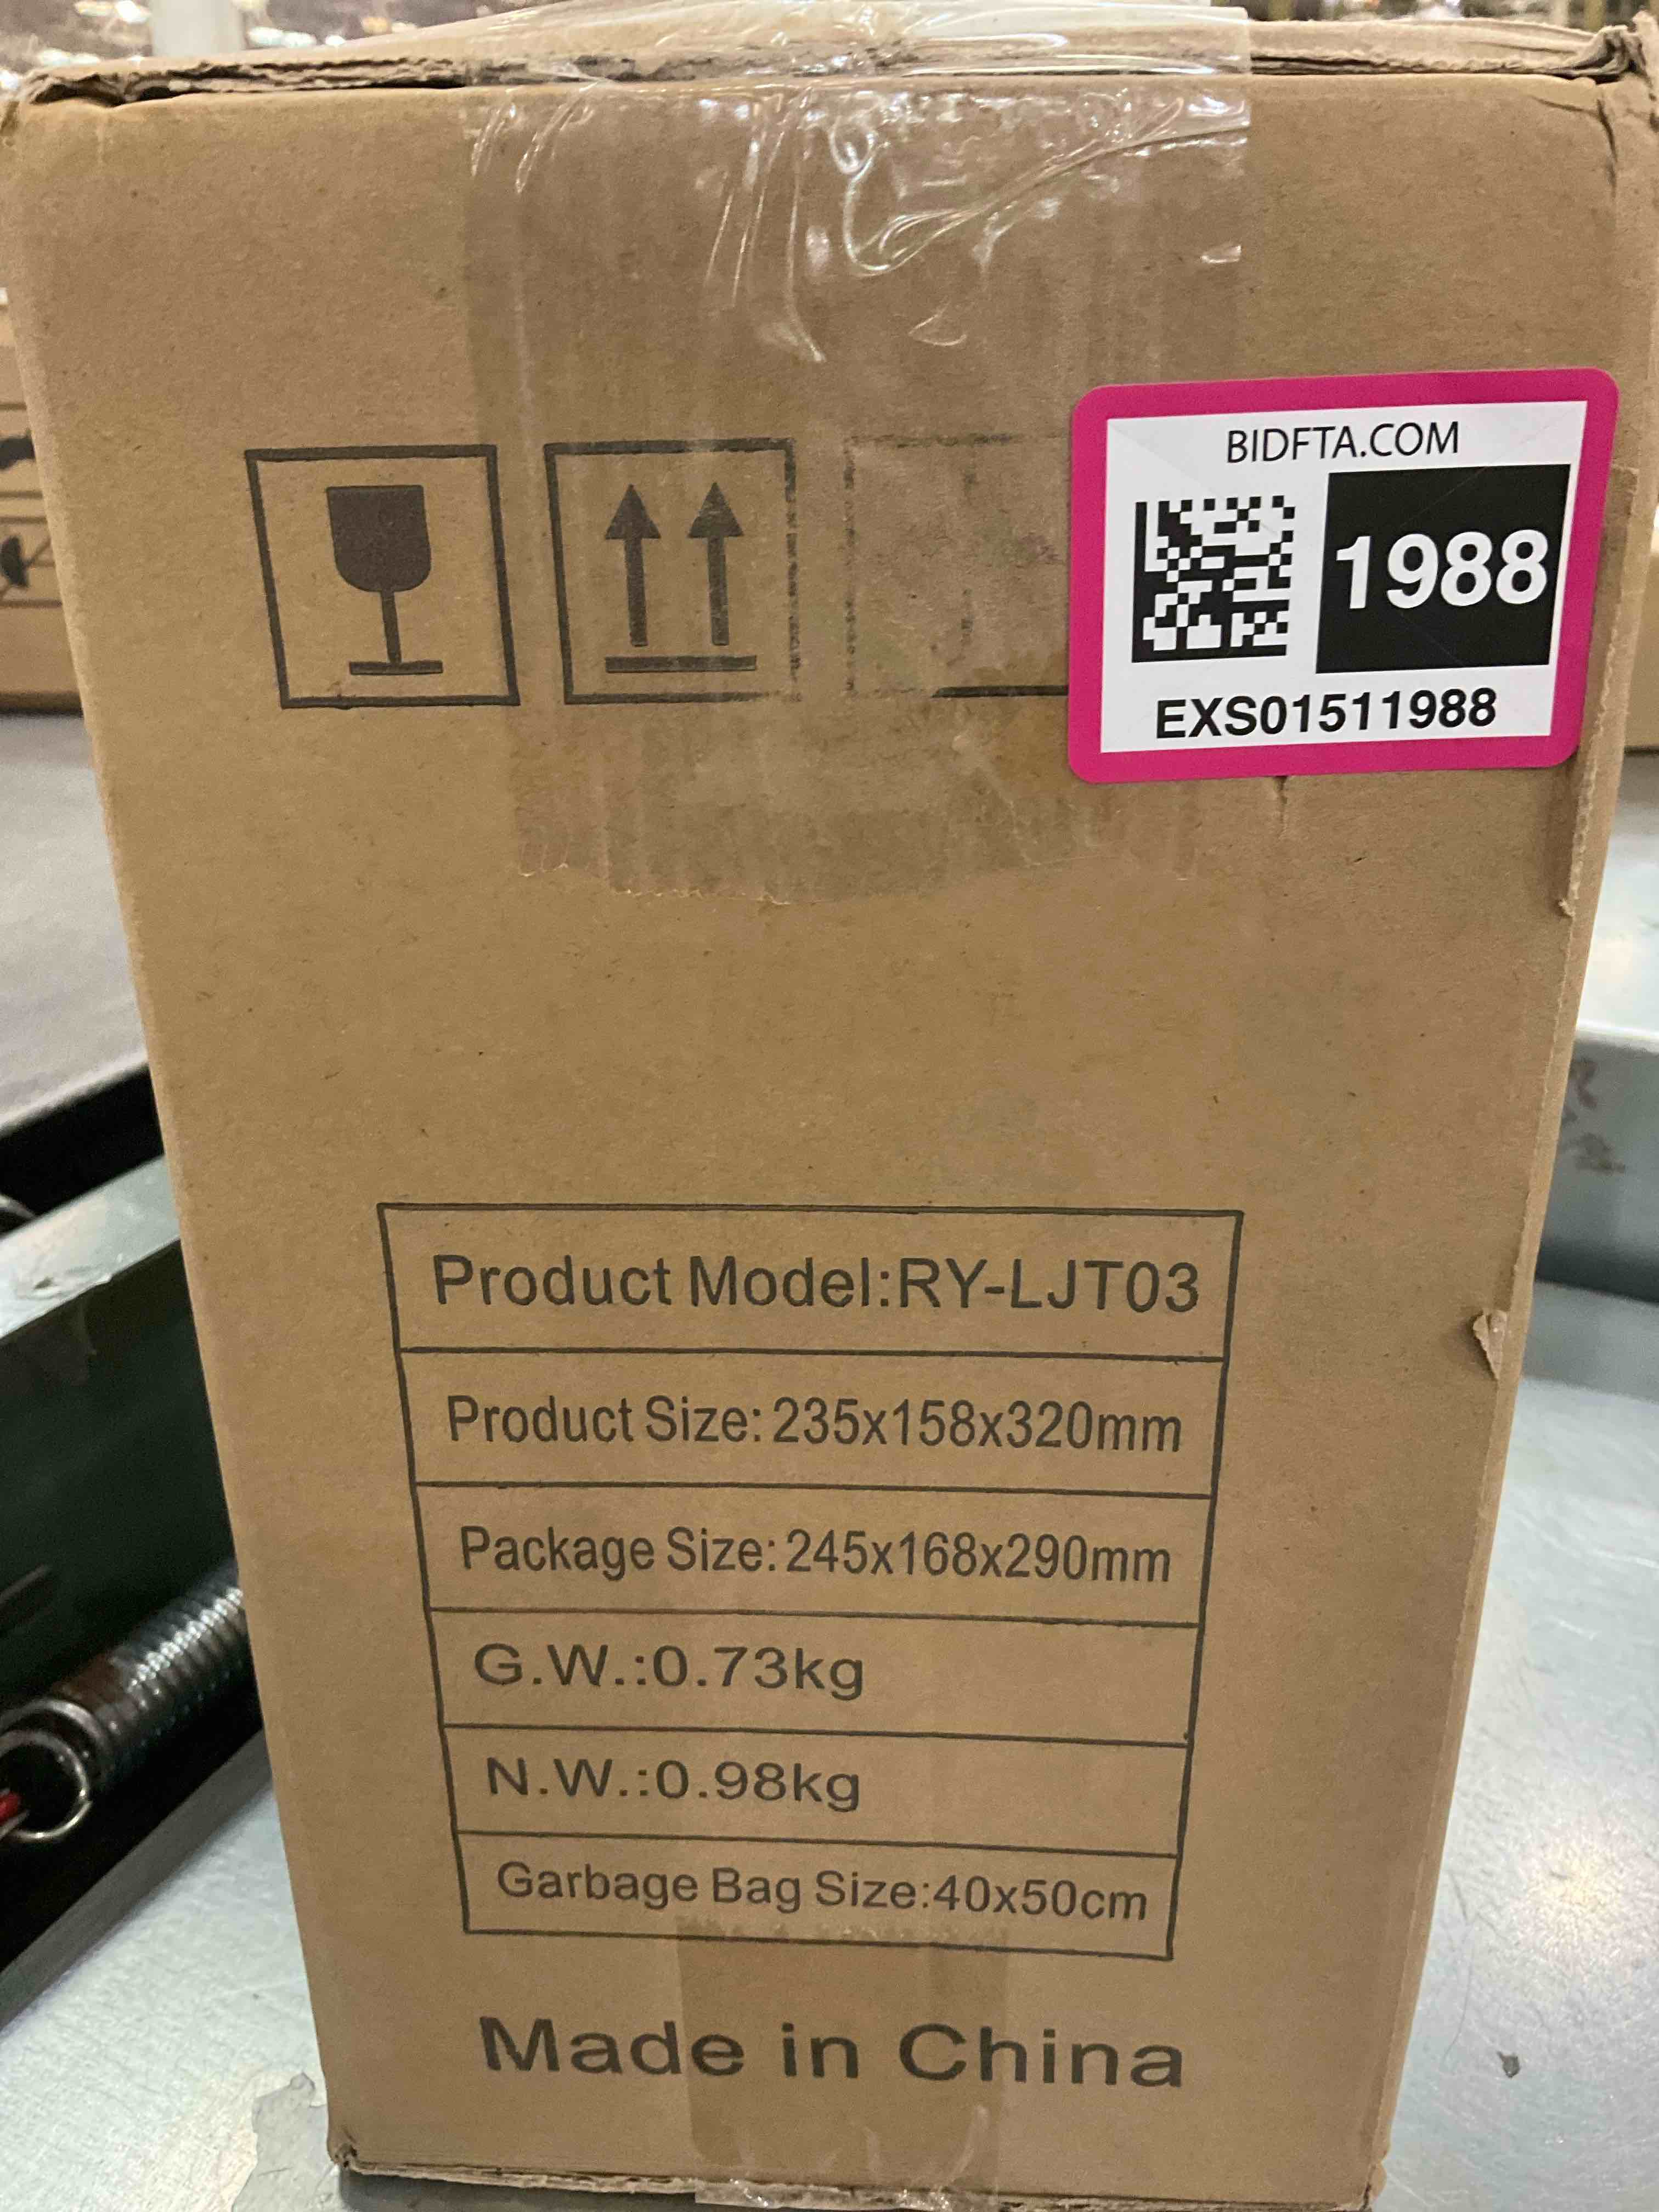 BIDFTA.COM
1988
EXS01511988
Product Model:RY-LJT03
Product Size:235x158x320mm
Package Size:245x168x290mm
G.W.:0.73kg
N.W.:0.98kg
Garbage Bag Size:40x50cm
Made in China